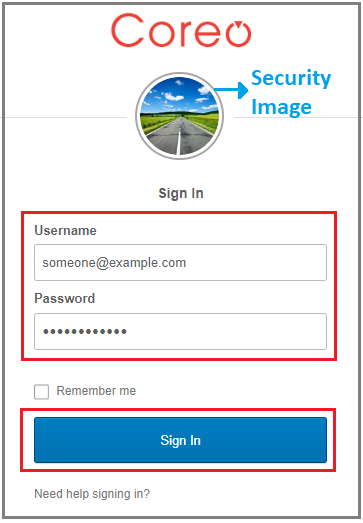 Coreo
Security
Image
Sign In
Username
someone@example.com
Password
••••••••••••
Remember me
Sign In
Need help signing in?